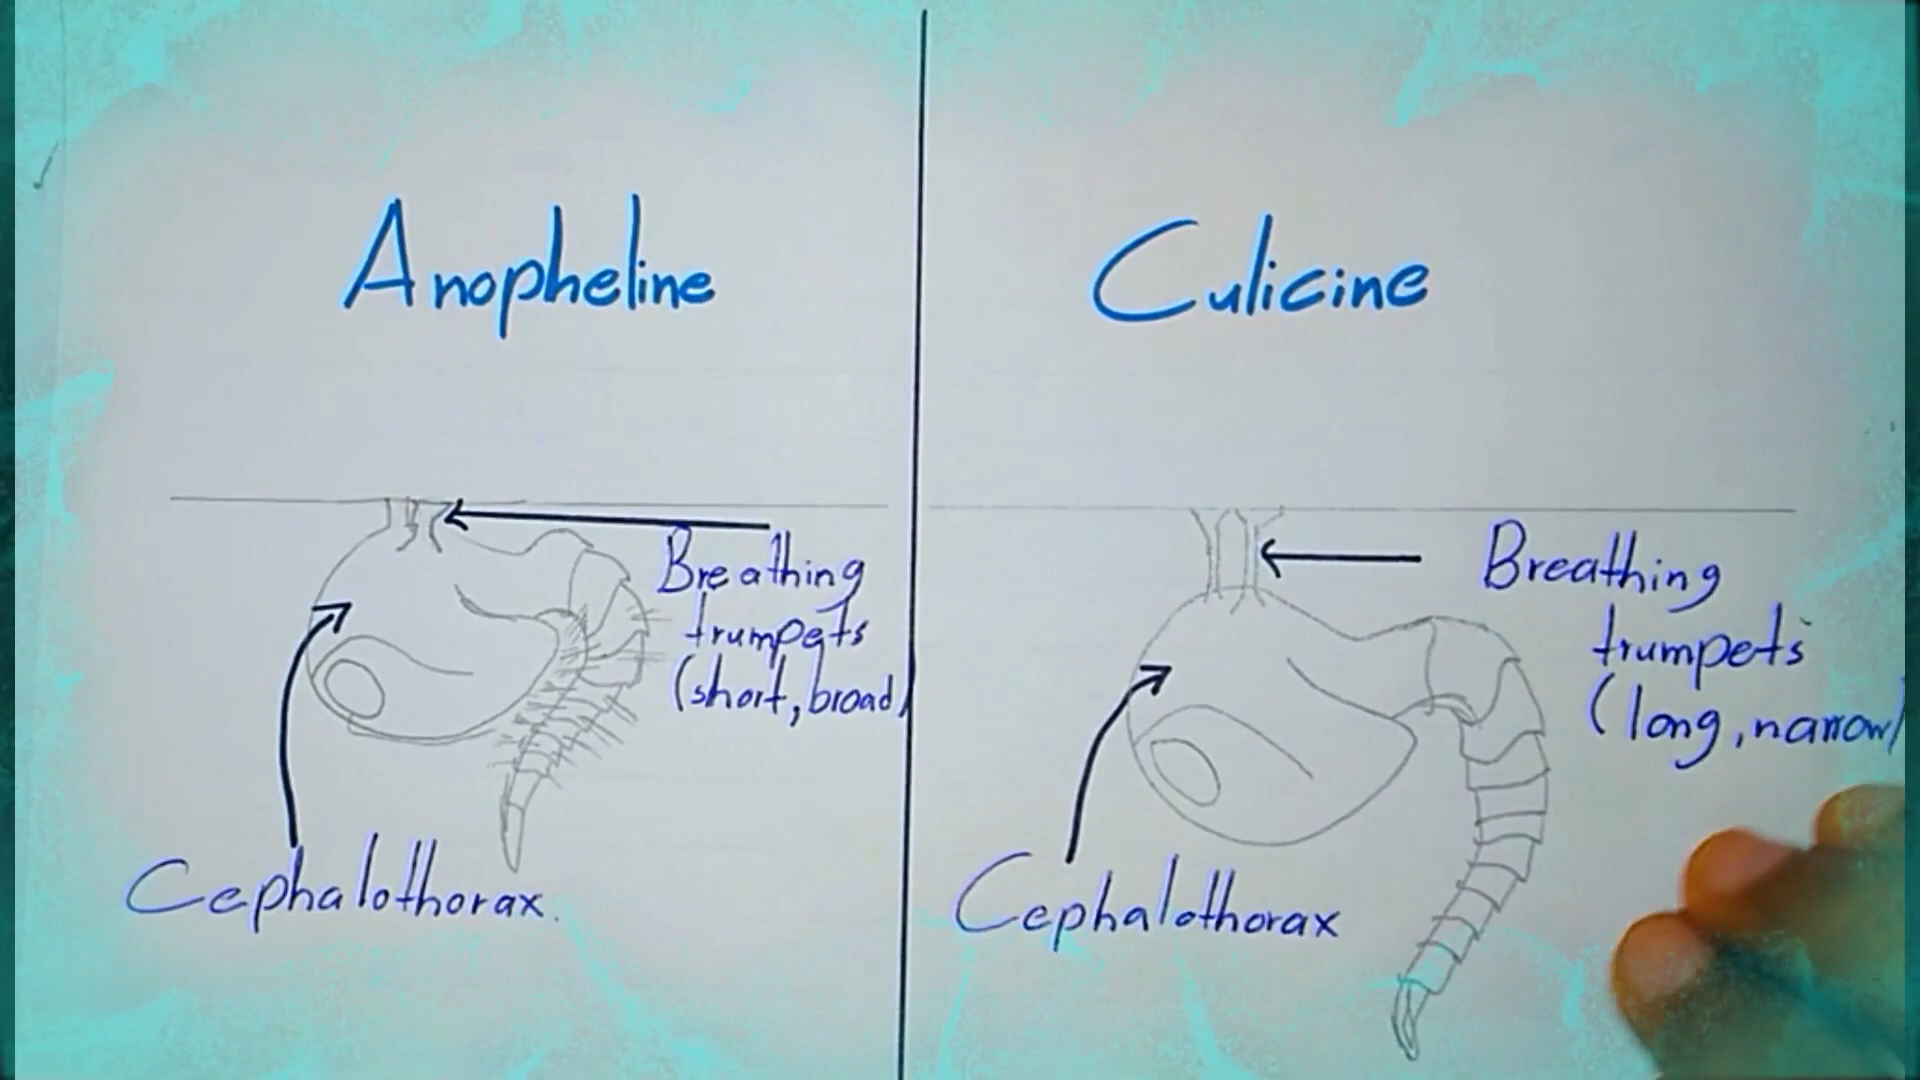 Anopheline
Breathing
trumpets
(short, broad)
Cephalothorax.
Culicine
Breathing
trumpets
(long, narrow)
Cephalothorax